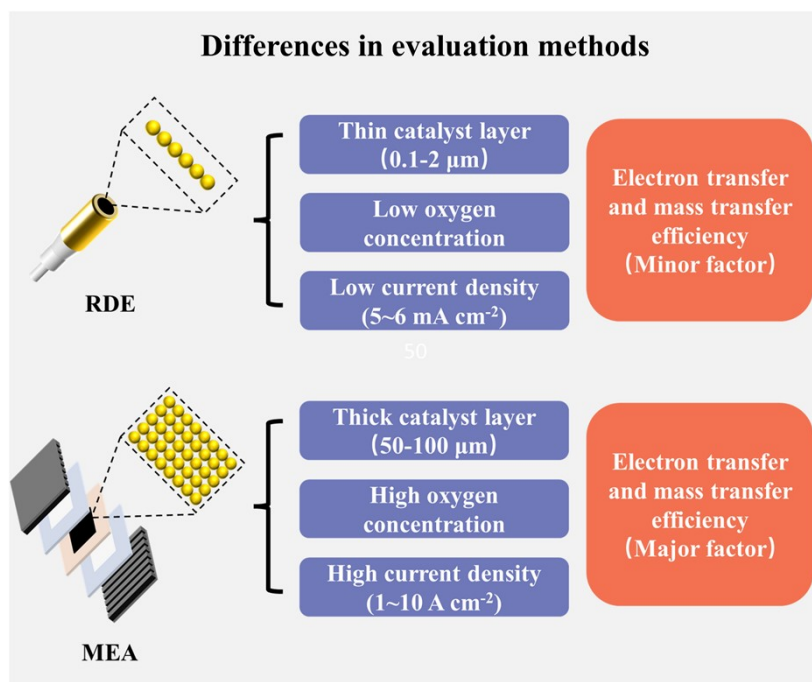 Differences in evaluation methods
Thin catalyst layer
(0.1-2 μm)
Low oxygen
concentration
Low current density
(5~6 mA cm⁻²)
Electron transfer
and mass transfer
efficiency
(Minor factor)
RDE
50
Thick catalyst layer
(50-100 μm)
High oxygen
concentration
High current density
(1~10 A cm⁻²)
Electron transfer
and mass transfer
efficiency
(Major factor)
MEA